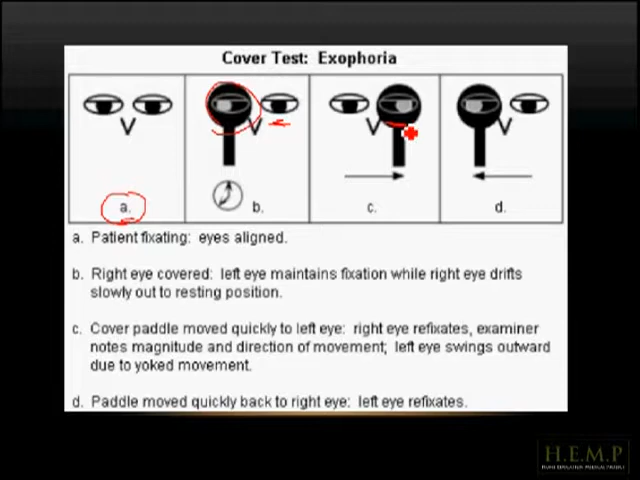 Cover Test: Exophoria
a.
b.
c.
d.
a. Patient fixating: eyes aligned.
b. Right eye covered: left eye maintains fixation while right eye drifts
slowly out to resting position.
c. Cover paddle moved quickly to left eye: right eye refixates, examiner
notes magnitude and direction of movement; left eye swings outward
due to yoked movement.
d. Paddle moved quickly back to right eye: left eye refixates.
H.E.M.P